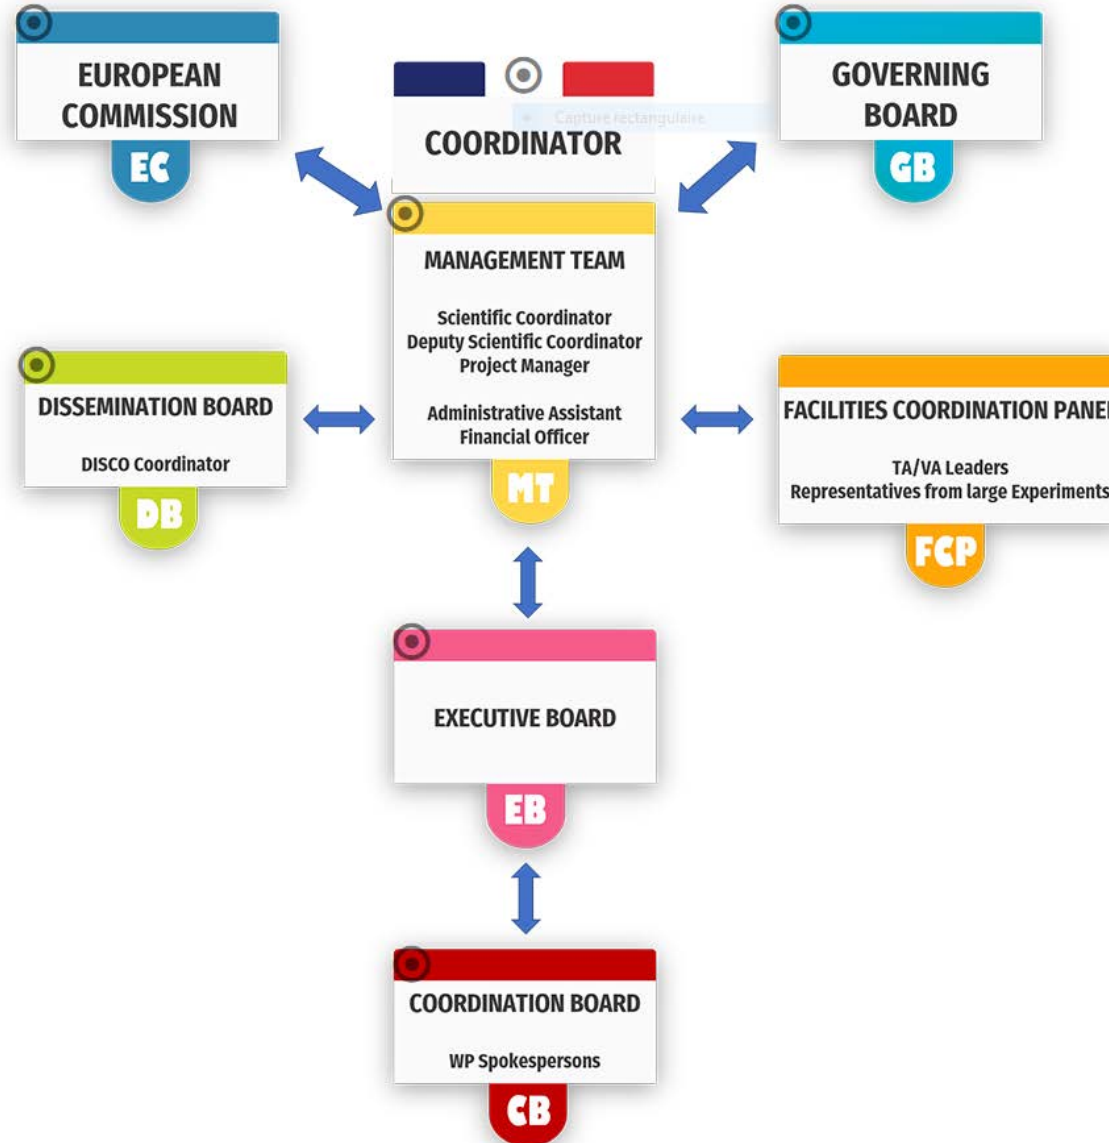 EUROPEAN
COMMISSION
EC
Capture rectangulaire
COORDINATOR
GOVERNING
BOARD
GB
MANAGEMENT TEAM
Scientific Coordinator
Deputy Scientific Coordinator
Project Manager
Administrative Assistant
Financial Officer
MT
DISSEMINATION BOARD
DISCO Coordinator
DB
FACILITIES COORDINATION PANEL
TA/VA Leaders
Representatives from large Experiments
FCP
EXECUTIVE BOARD
EB
COORDINATION BOARD
WP Spokespersons
CB